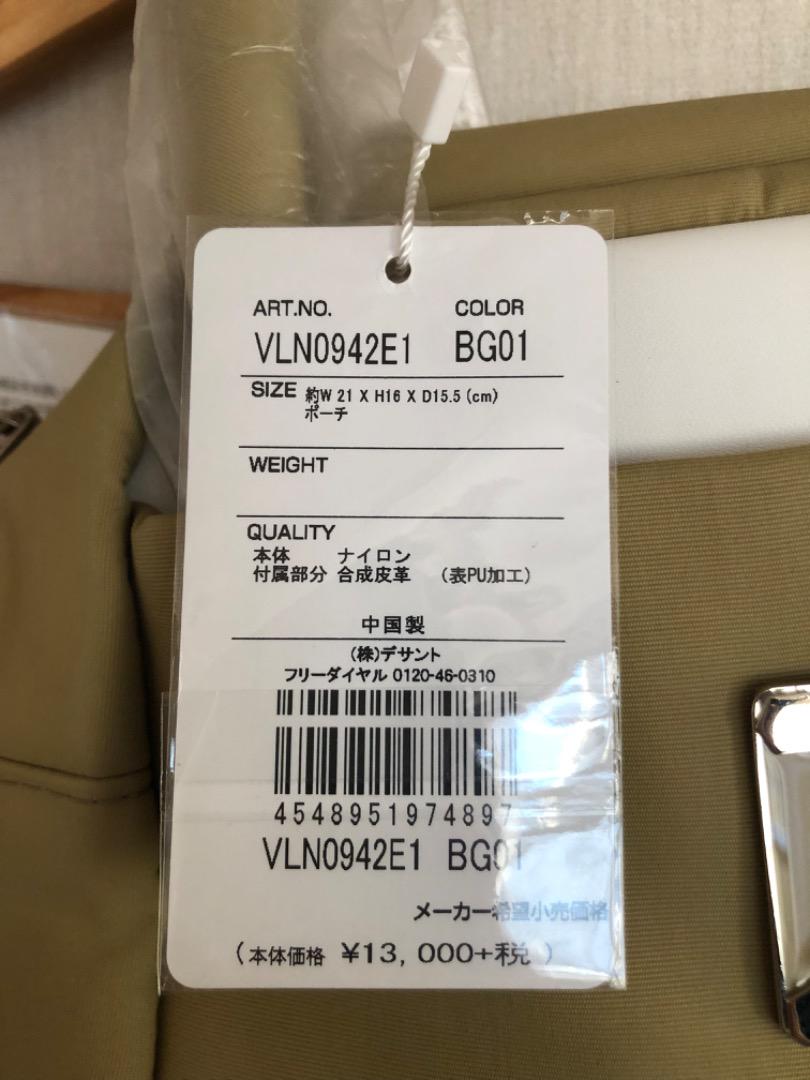 ART.NO. COLOR
VLN0942E1 BG01
SIZE 約W 21 X H16 X D15.5 (cm)
ポーチ
WEIGHT
QUALITY
本体 ナイロン
付属部分 合成皮革 (表PU加工)
中国製
(株)デサント
フリーダイヤル 0120-46-0310
4548951974897
VLN0942E1 BG01
メーカー希望小売価格
(本体価格 ¥13,000+税)